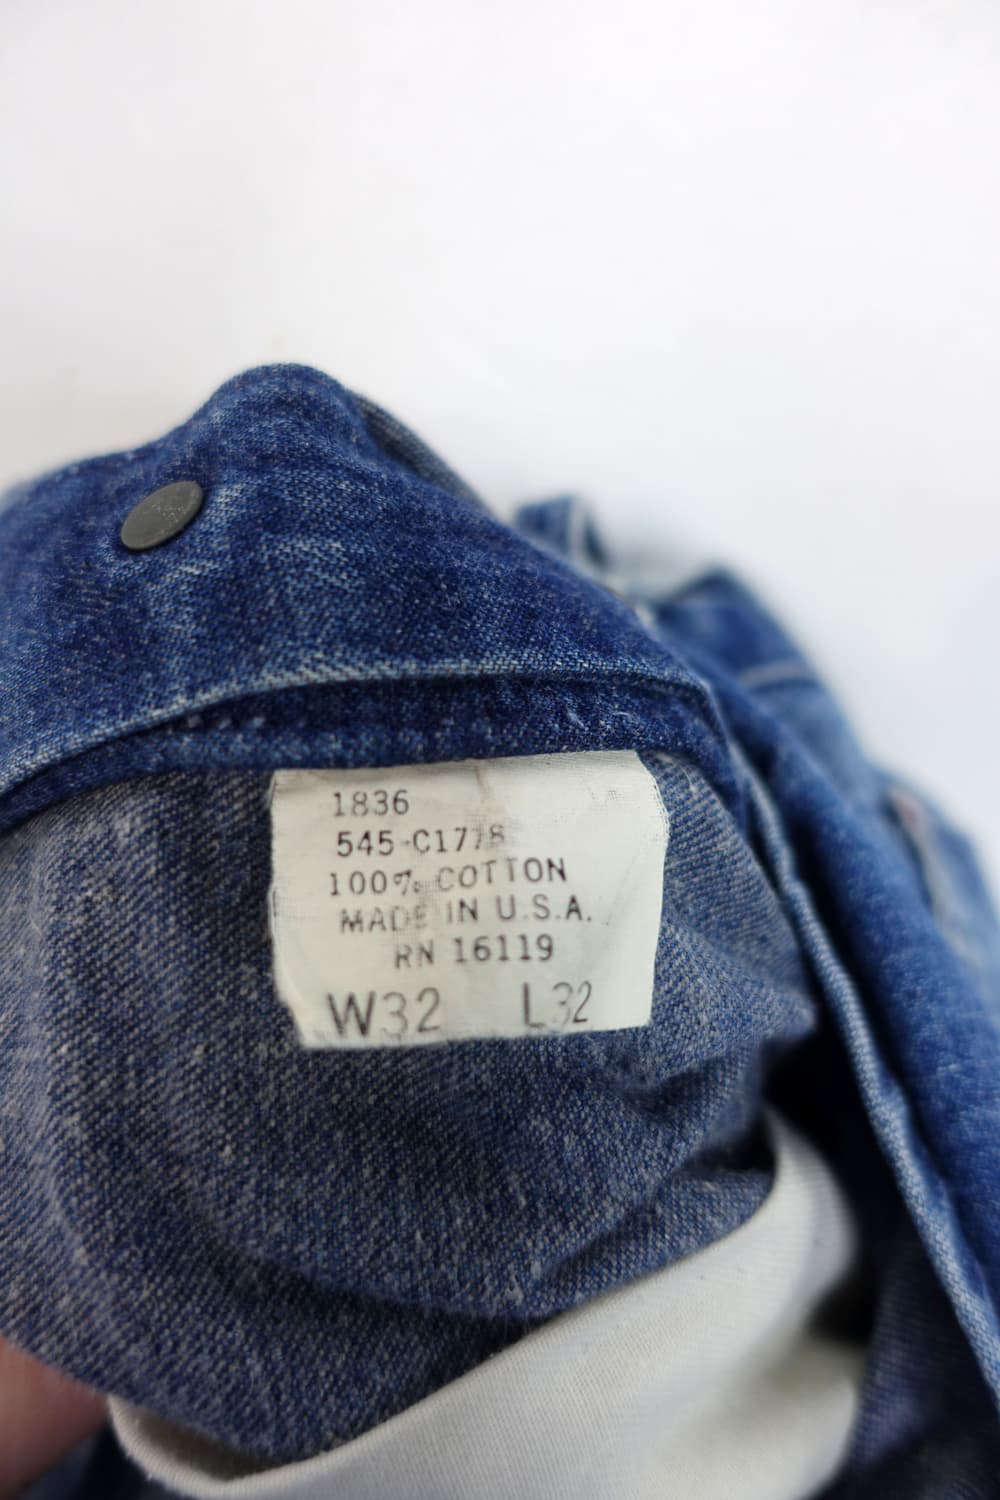 1836
545-C1778
100% COTTON
MADE IN U.S.A.
RN 16119
W32 L32